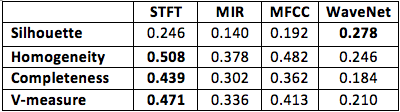 STFT MIR MFCC WaveNet
Silhouette 0.246 0.140 0.192 0.278
Homogeneity 0.508 0.378 0.482 0.246
Completeness 0.439 0.302 0.362 0.184
V-measure 0.471 0.336 0.413 0.210